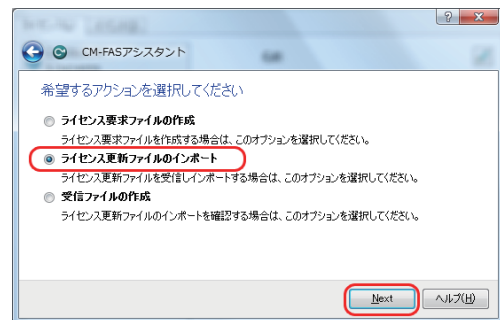 CM-FASアシスタント
希望するアクションを選択してください
ライセンス要求ファイルの作成
ライセンス要求ファイルを作成する場合は、このオプションを選択してください。
ライセンス更新ファイルのインポート
ライセンス更新ファイルを受信しインポートする場合は、このオプションを選択してください。
受信ファイルの作成
ライセンス更新ファイルのインポートを確認する場合は、このオプションを選択してください。
Next ヘルプ(H)